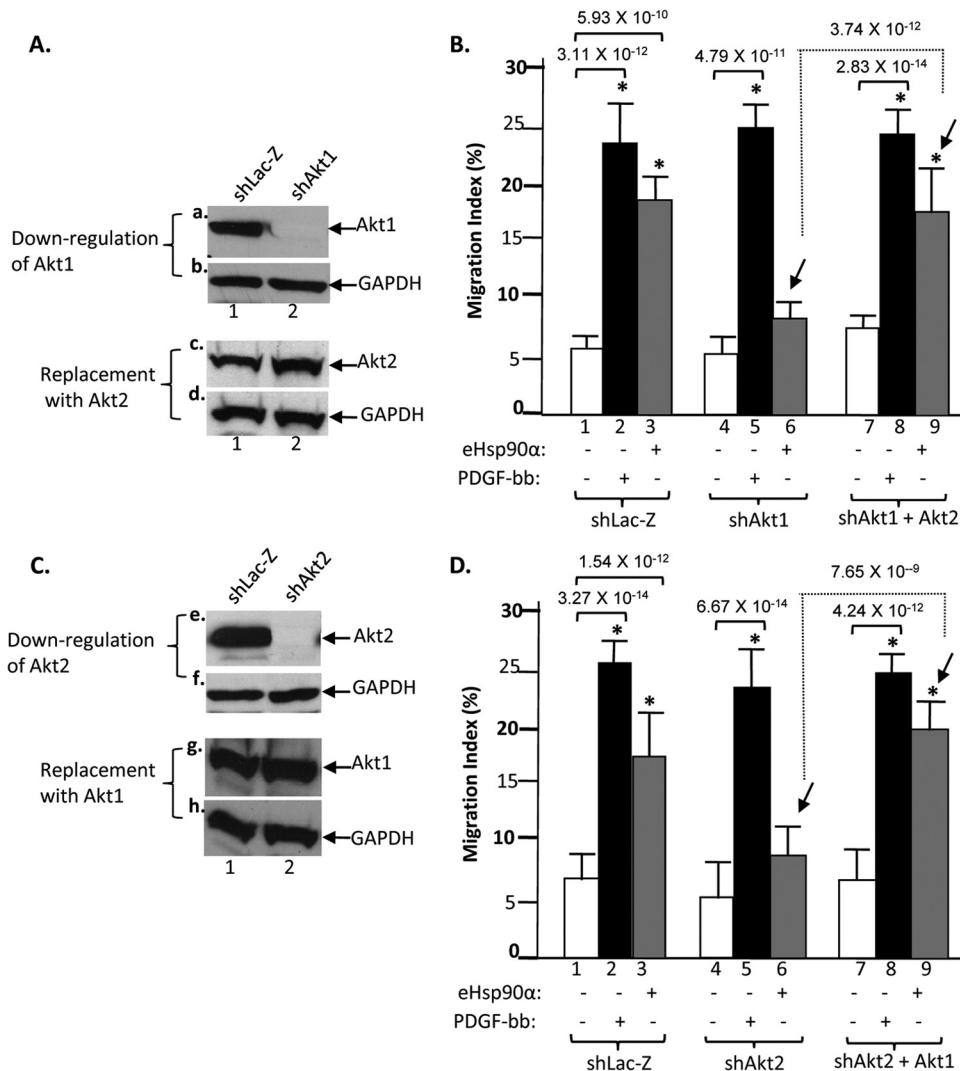 A.
shLac-Z
shAkt1
a.
Akt1
Down-regulation
of Akt1
b.
GAPDH
1 2
c.
Akt2
Replacement
with Akt2
d.
GAPDH
1 2
B.
5.93 X 10⁻¹⁰
3.11 X 10⁻¹²
4.79 X 10⁻¹¹
3.74 X 10⁻¹²
2.83 X 10⁻¹⁴
Migration Index (%)
30
25
20
15
10
5
0
* * * * *
1 2 3 4 5 6 7 8 9
eHsp90α: - - + - - + - - +
PDGF-bb: - + - - + - - + -
shLac-Z shAkt1 shAkt1 + Akt2
C.
shLac-Z
shAkt2
e.
Akt2
Down-regulation
of Akt2
f.
GAPDH
g.
Akt1
Replacement
with Akt1
h.
GAPDH
1 2
D.
1.54 X 10⁻¹²
3.27 X 10⁻¹⁴
6.67 X 10⁻¹⁴
7.65 X 10⁻⁻⁹
4.24 X 10⁻¹²
Migration Index (%)
30
25
20
15
10
5
0
* * * * *
1 2 3 4 5 6 7 8 9
eHsp90α: - - + - - + - - +
PDGF-bb: - + - - + - - + -
shLac-Z shAkt2 shAkt2 + Akt1